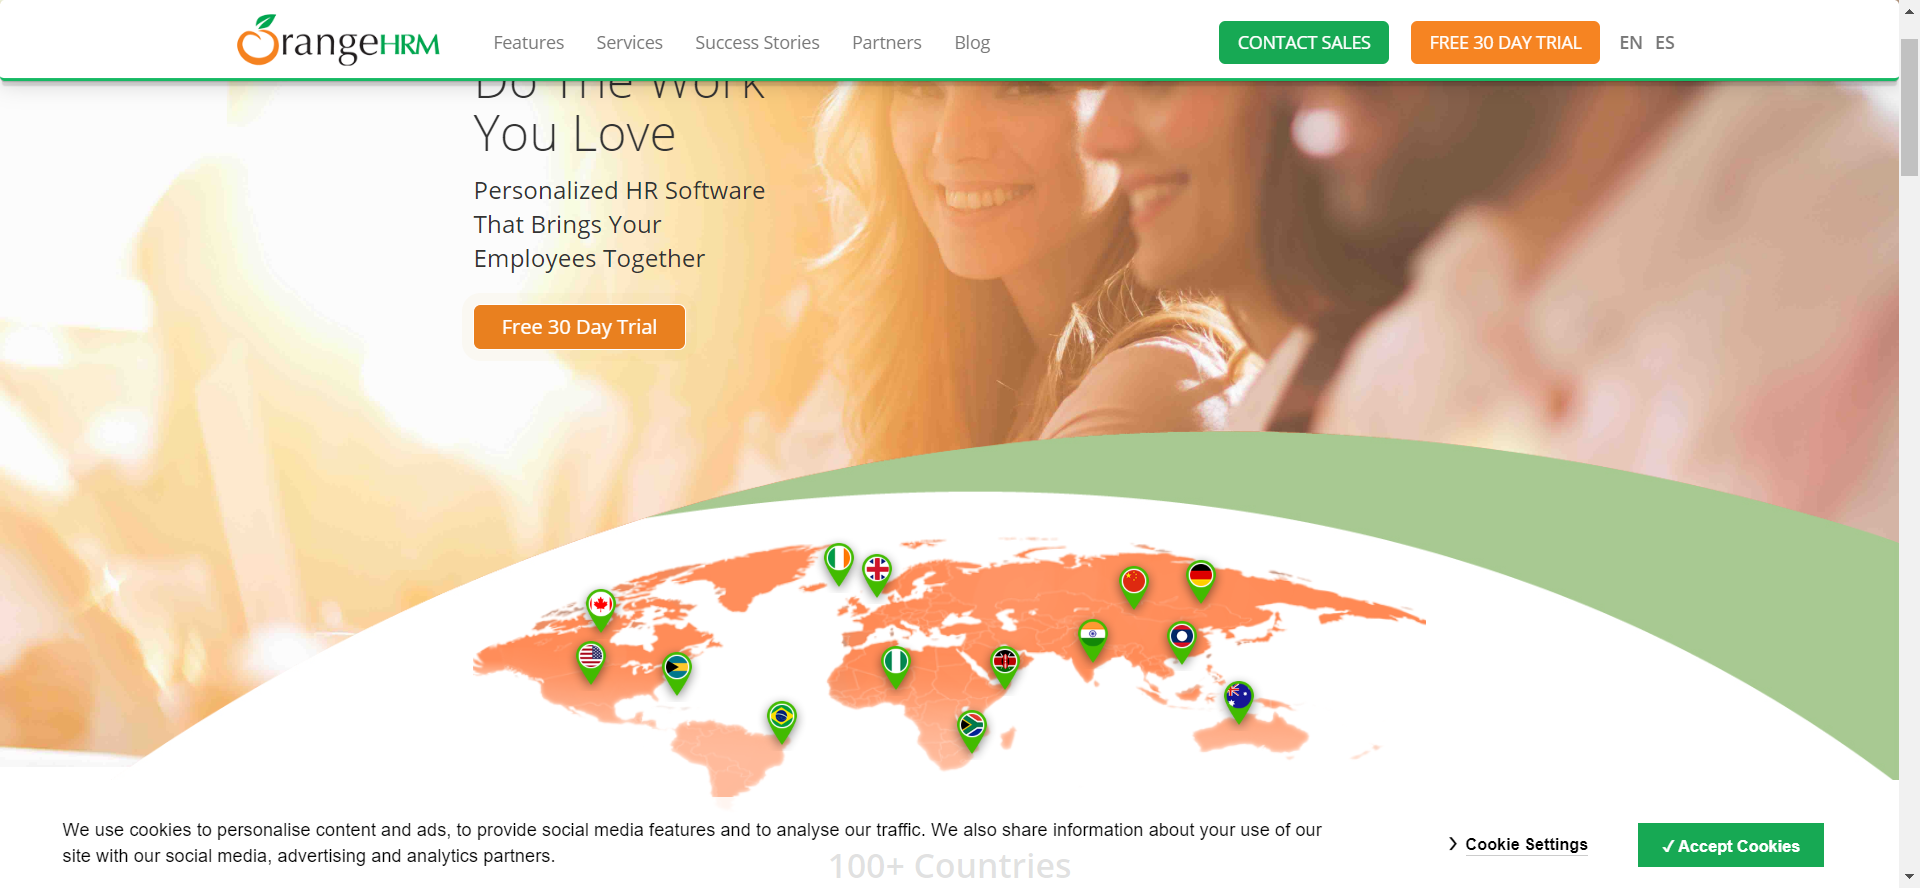 OrangeHRM
Features Services Success Stories Partners Blog
CONTACT SALES FREE 30 DAY TRIAL EN ES
Do The Work
You Love
Personalized HR Software
That Brings Your
Employees Together
Free 30 Day Trial
We use cookies to personalise content and ads, to provide social media features and to analyse our traffic. We also share information about your use of our
site with our social media, advertising and analytics partners.
Cookie Settings
✓ Accept Cookies
100+ Countries